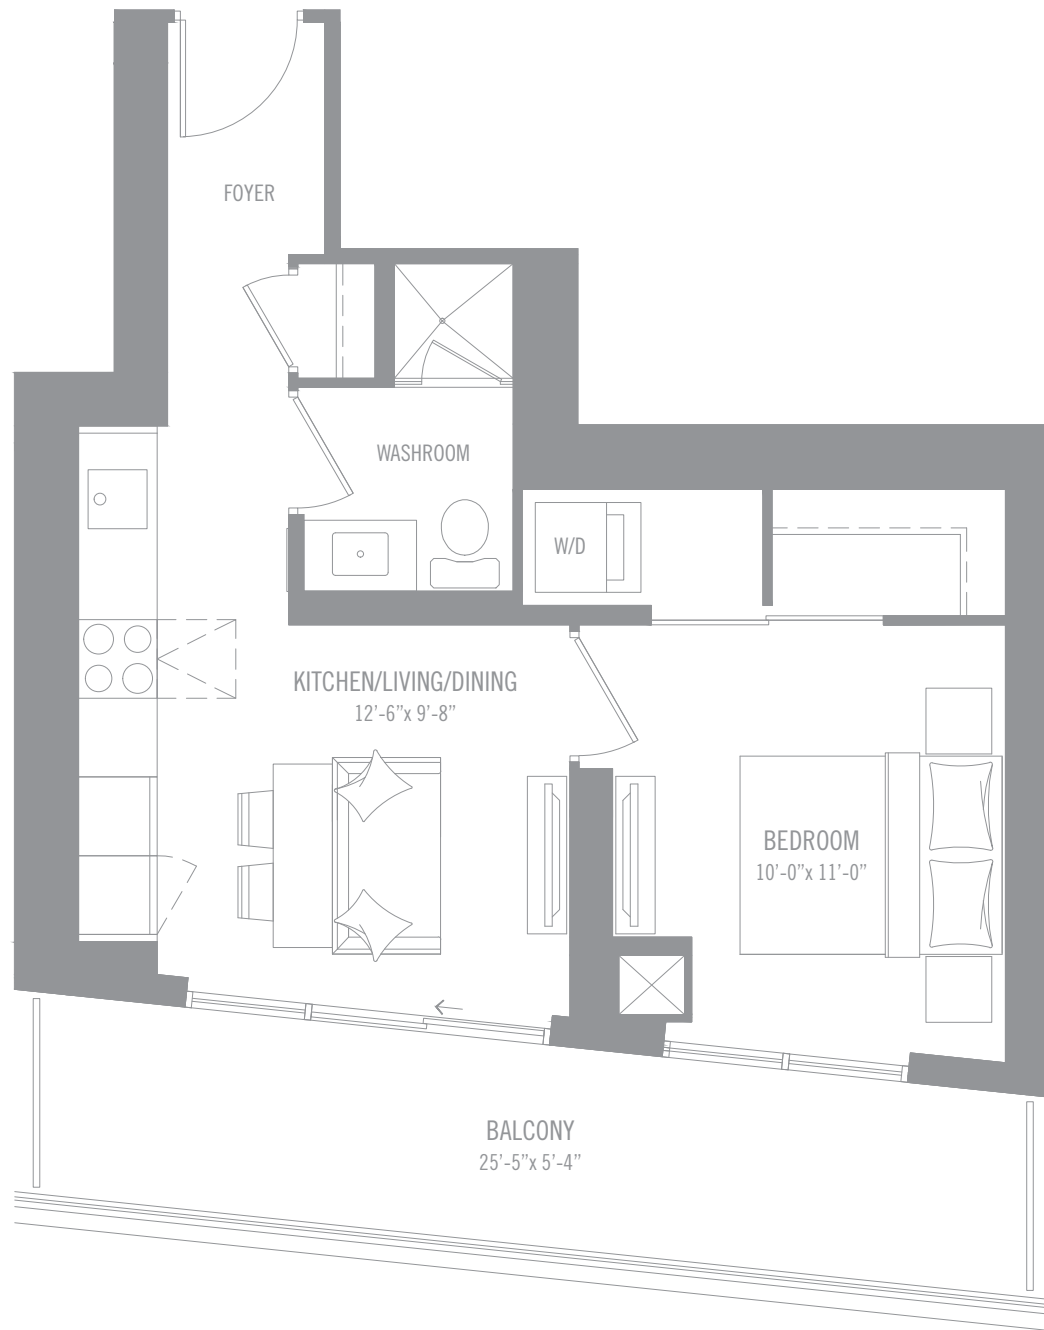 FOYER
WASHROOM
W/D
KITCHEN/LIVING/DINING
12’-6”x 9’-8”
BEDROOM
10’-0”x 11’-0”
BALCONY
25’-5”x 5’-4”